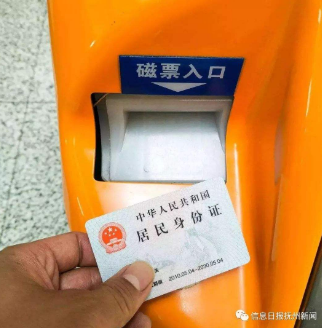 磁票入口
中华人民共和国
居民身份证
信息日报抚州新闻